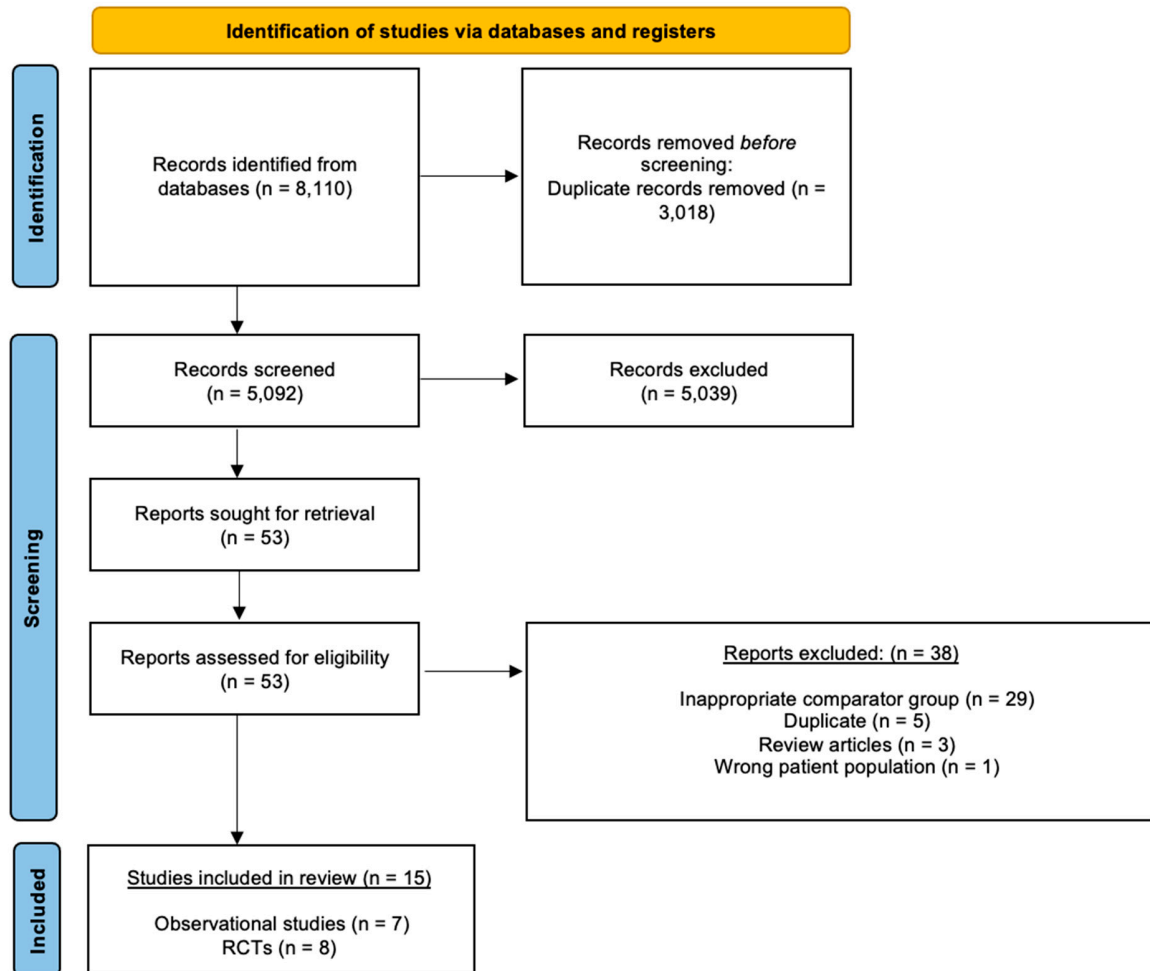 Identification of studies via databases and registers
Identification
Records identified from
databases (n = 8,110)
Records removed before
screening:
Duplicate records removed (n =
3,018)
Screening
Records screened
(n = 5,092)
Records excluded
(n = 5,039)
Reports sought for retrieval
(n = 53)
Reports assessed for eligibility
(n = 53)
Reports excluded: (n = 38)
Inappropriate comparator group (n = 29)
Duplicate (n = 5)
Review articles (n = 3)
Wrong patient population (n = 1)
Included
Studies included in review (n = 15)
Observational studies (n = 7)
RCTs (n = 8)